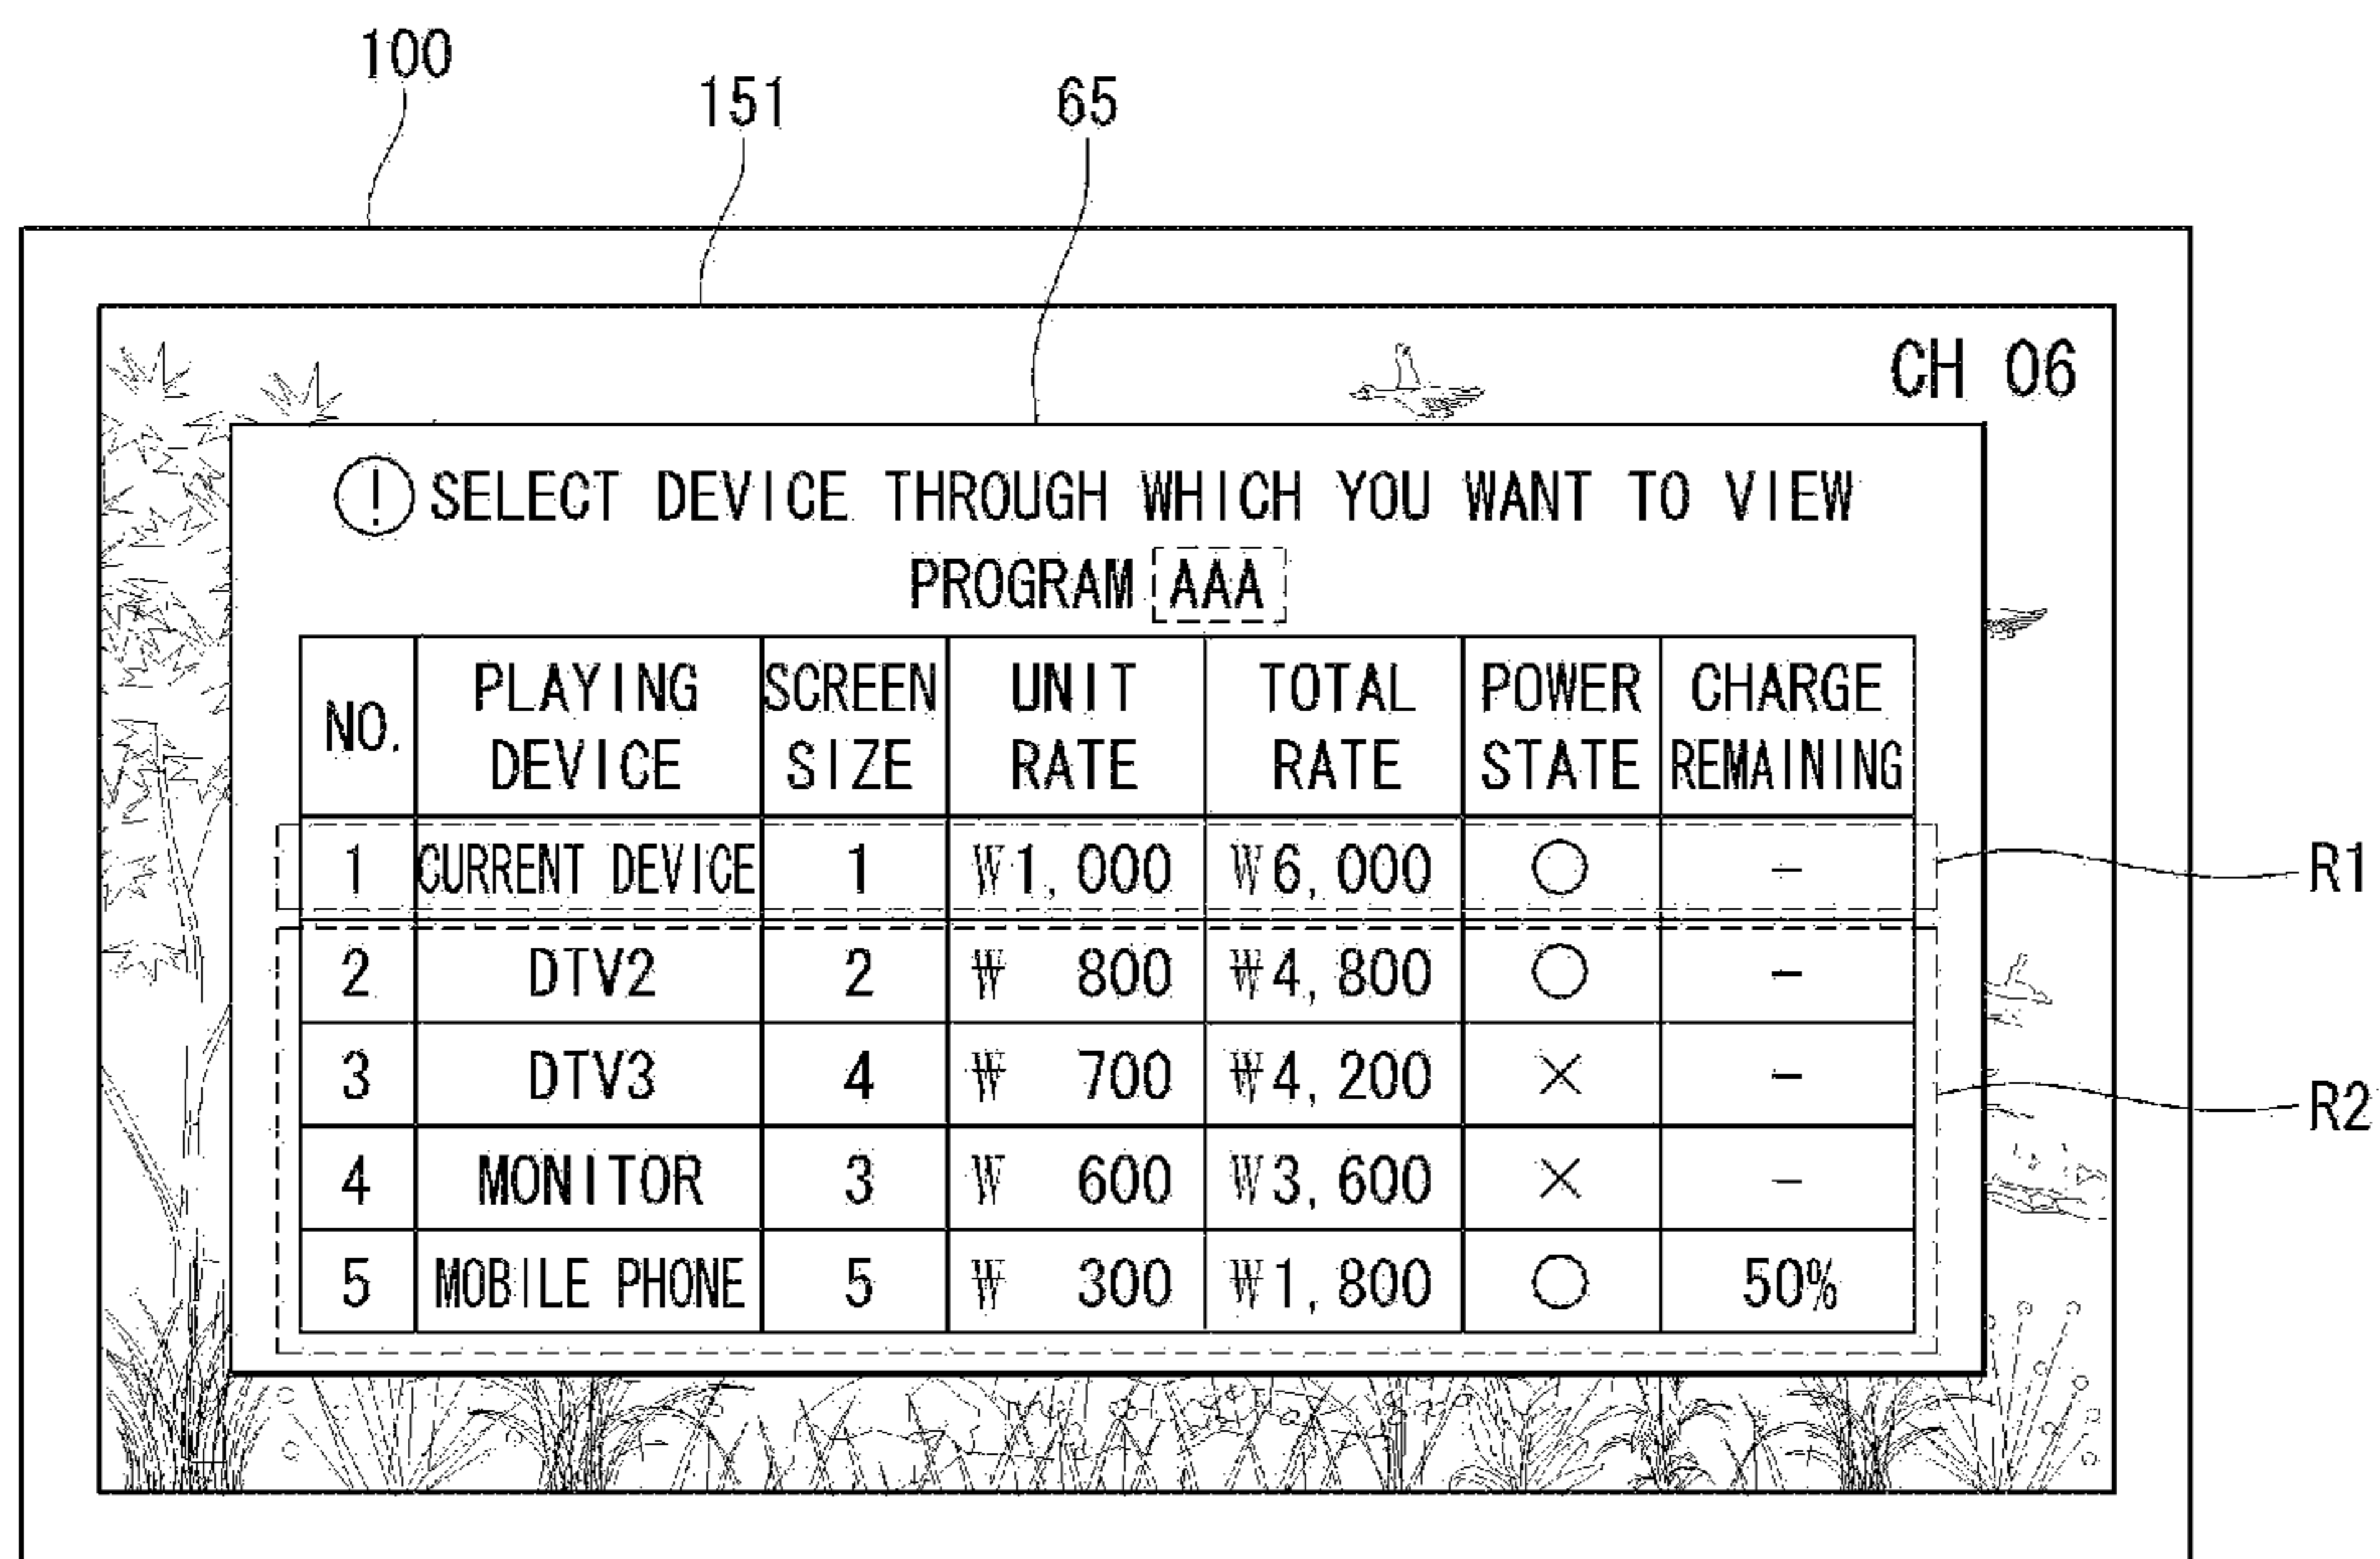 100
151
65
CH 06
! SELECT DEVICE THROUGH WHICH YOU WANT TO VIEW
PROGRAM AAA
NO. PLAYING DEVICE SCREEN SIZE UNIT RATE TOTAL RATE POWER STATE CHARGE REMAINING
1 CURRENT DEVICE 1 ₩1,000 ₩6,000 ○ -
R1
2 DTV2 2 ₩ 800 ₩4,800 ○ -
3 DTV3 4 ₩ 700 ₩4,200 × -
R2
4 MONITOR 3 ₩ 600 ₩3,600 × -
5 MOBILE PHONE 5 ₩ 300 ₩1,800 ○ 50%